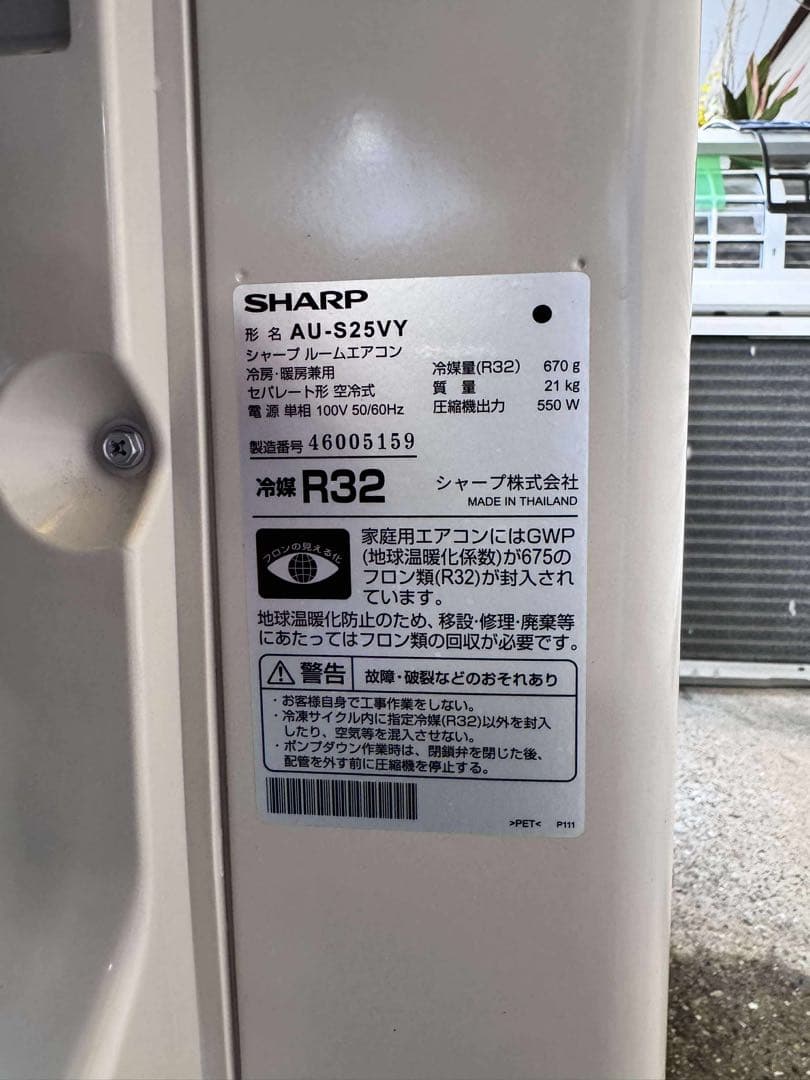 SHARP
形名 AU-S25VY
シャープ ルームエアコン
冷房・暖房兼用
セパレート形 空冷式
電源 単相 100V 50/60Hz
冷媒量(R32) 670 g
質量 21 kg
圧縮機出力 550 W
製造番号 46005159
冷媒 R32
シャープ株式会社
MADE IN THAILAND
フロンの見える化
家庭用エアコンにはGWP
(地球温暖化係数)が675の
フロン類(R32)が封入され
ています。
地球温暖化防止のため、移設・修理・廃棄等
にあたってはフロン類の回収が必要です。
警告 故障・破裂などのおそれあり
・お客様自身で工事作業をしない。
・冷凍サイクル内に指定冷媒(R32)以外を封入
したり、空気等を混入させない。
・ポンプダウン作業時は、閉鎖弁を閉じた後、
配管を外す前に圧縮機を停止する。
>PET< P111